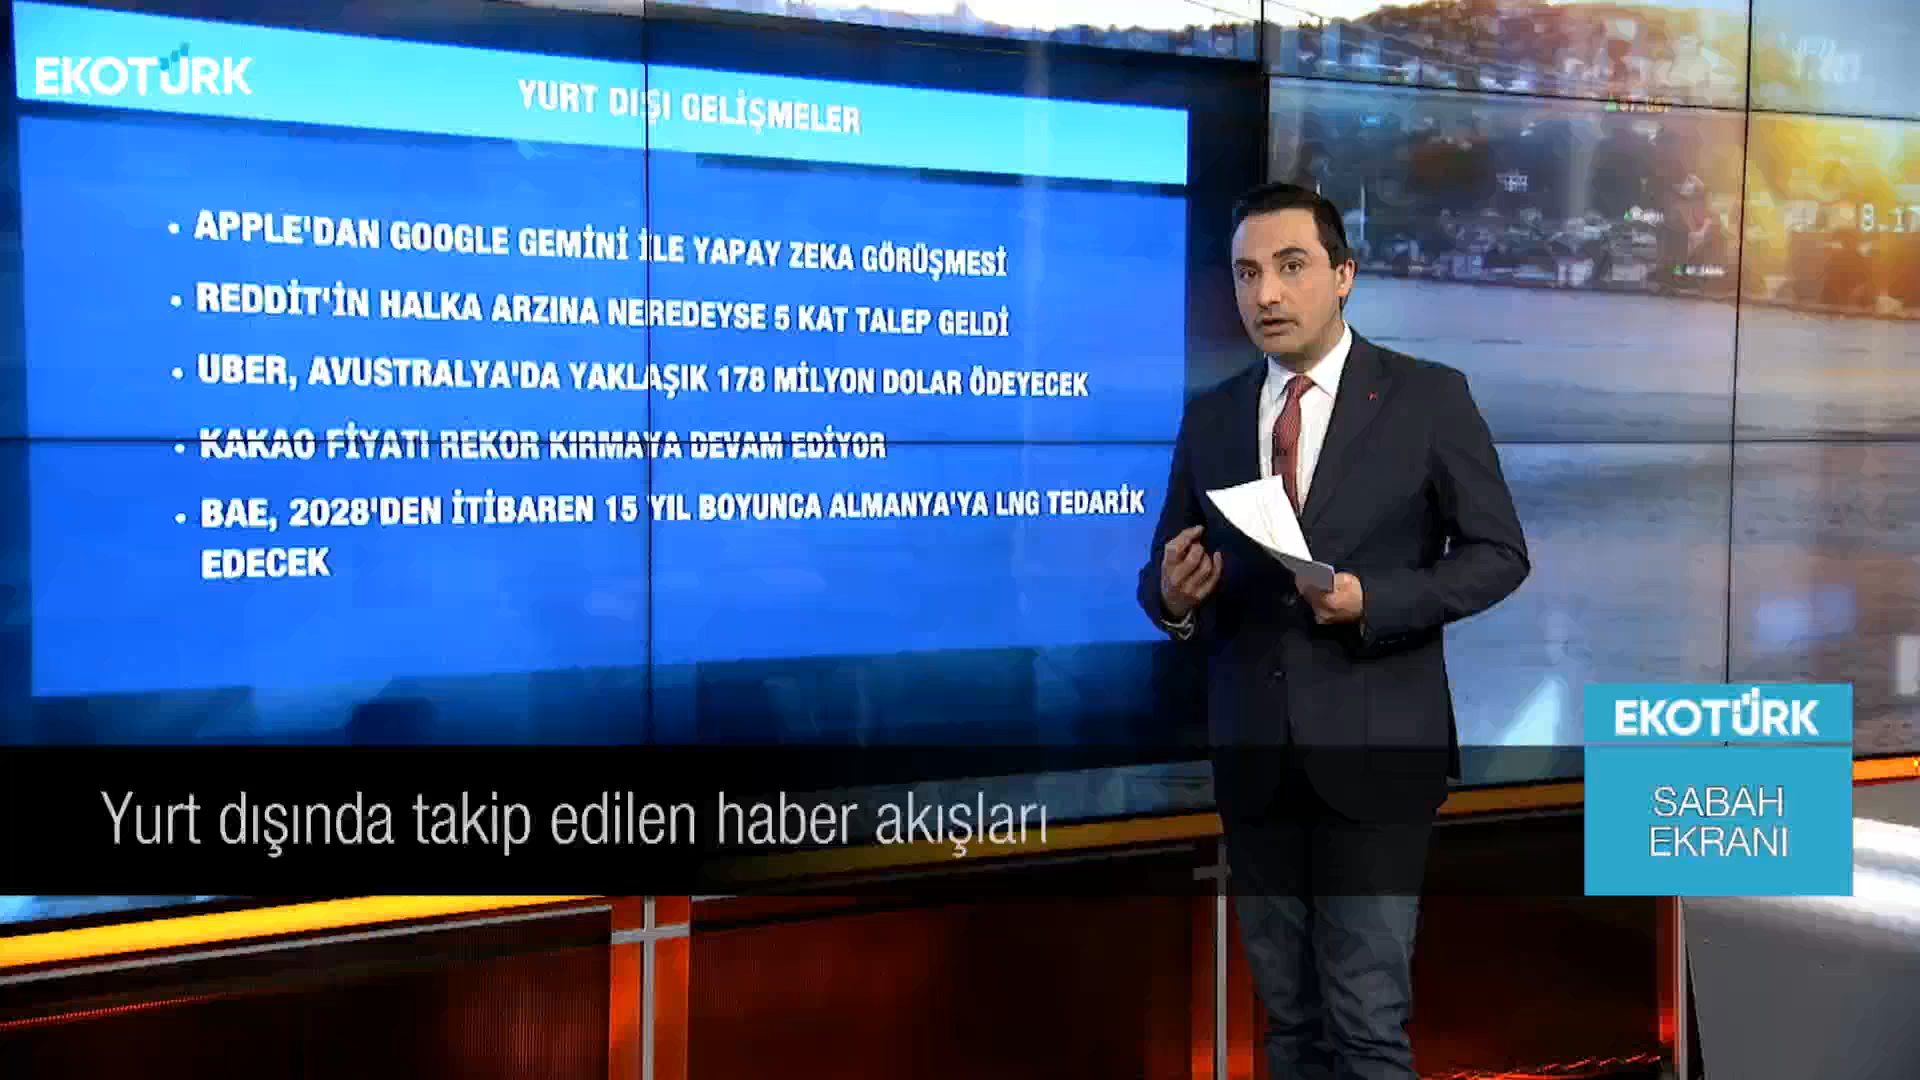 EKOTÜRK
YURT DIŞI GELİŞMELER
• APPLE'DAN GOOGLE GEMİNİ İLE YAPAY ZEKA GÖRÜŞMESİ
• REDDİT'İN HALKA ARZINA NEREDEYSE 5 KAT TALEP GELDİ
• UBER, AVUSTRALYA'DA YAKLAŞIK 178 MİLYON DOLAR ÖDEYECEK
• KAKAO FİYATI REKOR KIRMAYA DEVAM EDİYOR
• BAE, 2028'DEN İTİBAREN 15 YIL BOYUNCA ALMANYA'YA LNG TEDARİK
EDECEK
EKOTÜRK
SABAH
EKRANI
Yurt dışında takip edilen haber akışları